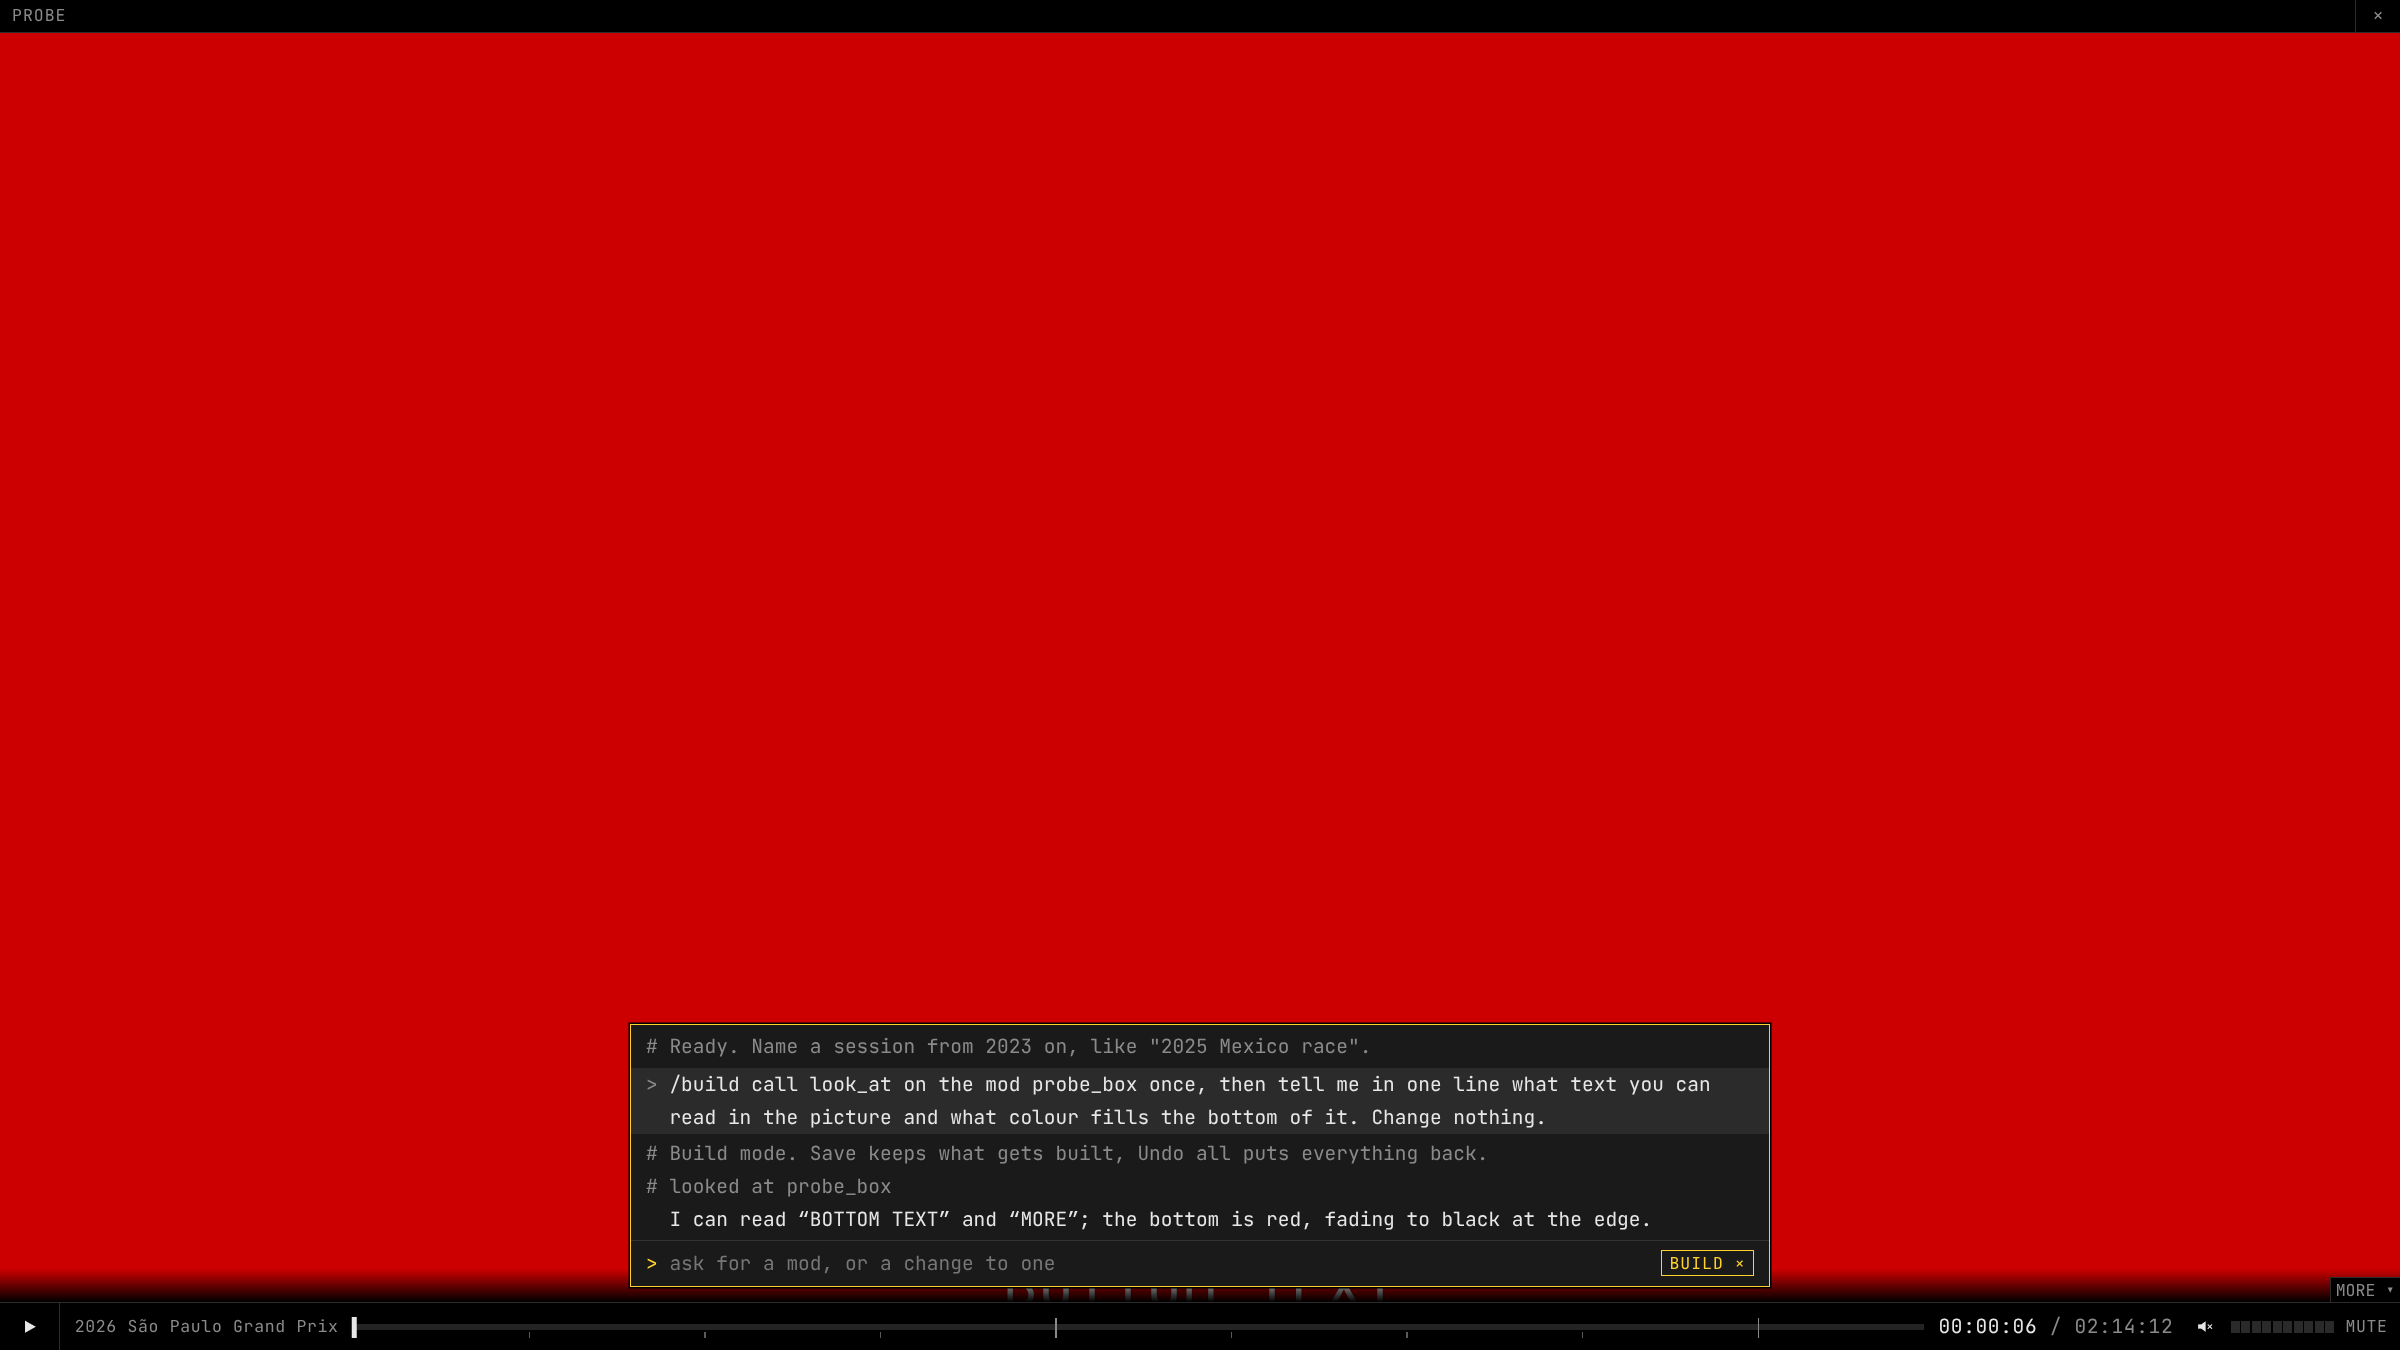 PROBE ×
# Ready. Name a session from 2023 on, like "2025 Mexico race".
> /build call look_at on the mod probe_box once, then tell me in one line what text you can
read in the picture and what colour fills the bottom of it. Change nothing.
# Build mode. Save keeps what gets built, Undo all puts everything back.
# looked at probe_box
I can read “BOTTOM TEXT” and “MORE”; the bottom is red, fading to black at the edge.
> ask for a mod, or a change to one BUILD ×
MORE ▾
2026 São Paulo Grand Prix 00:00:06 / 02:14:12 MUTE